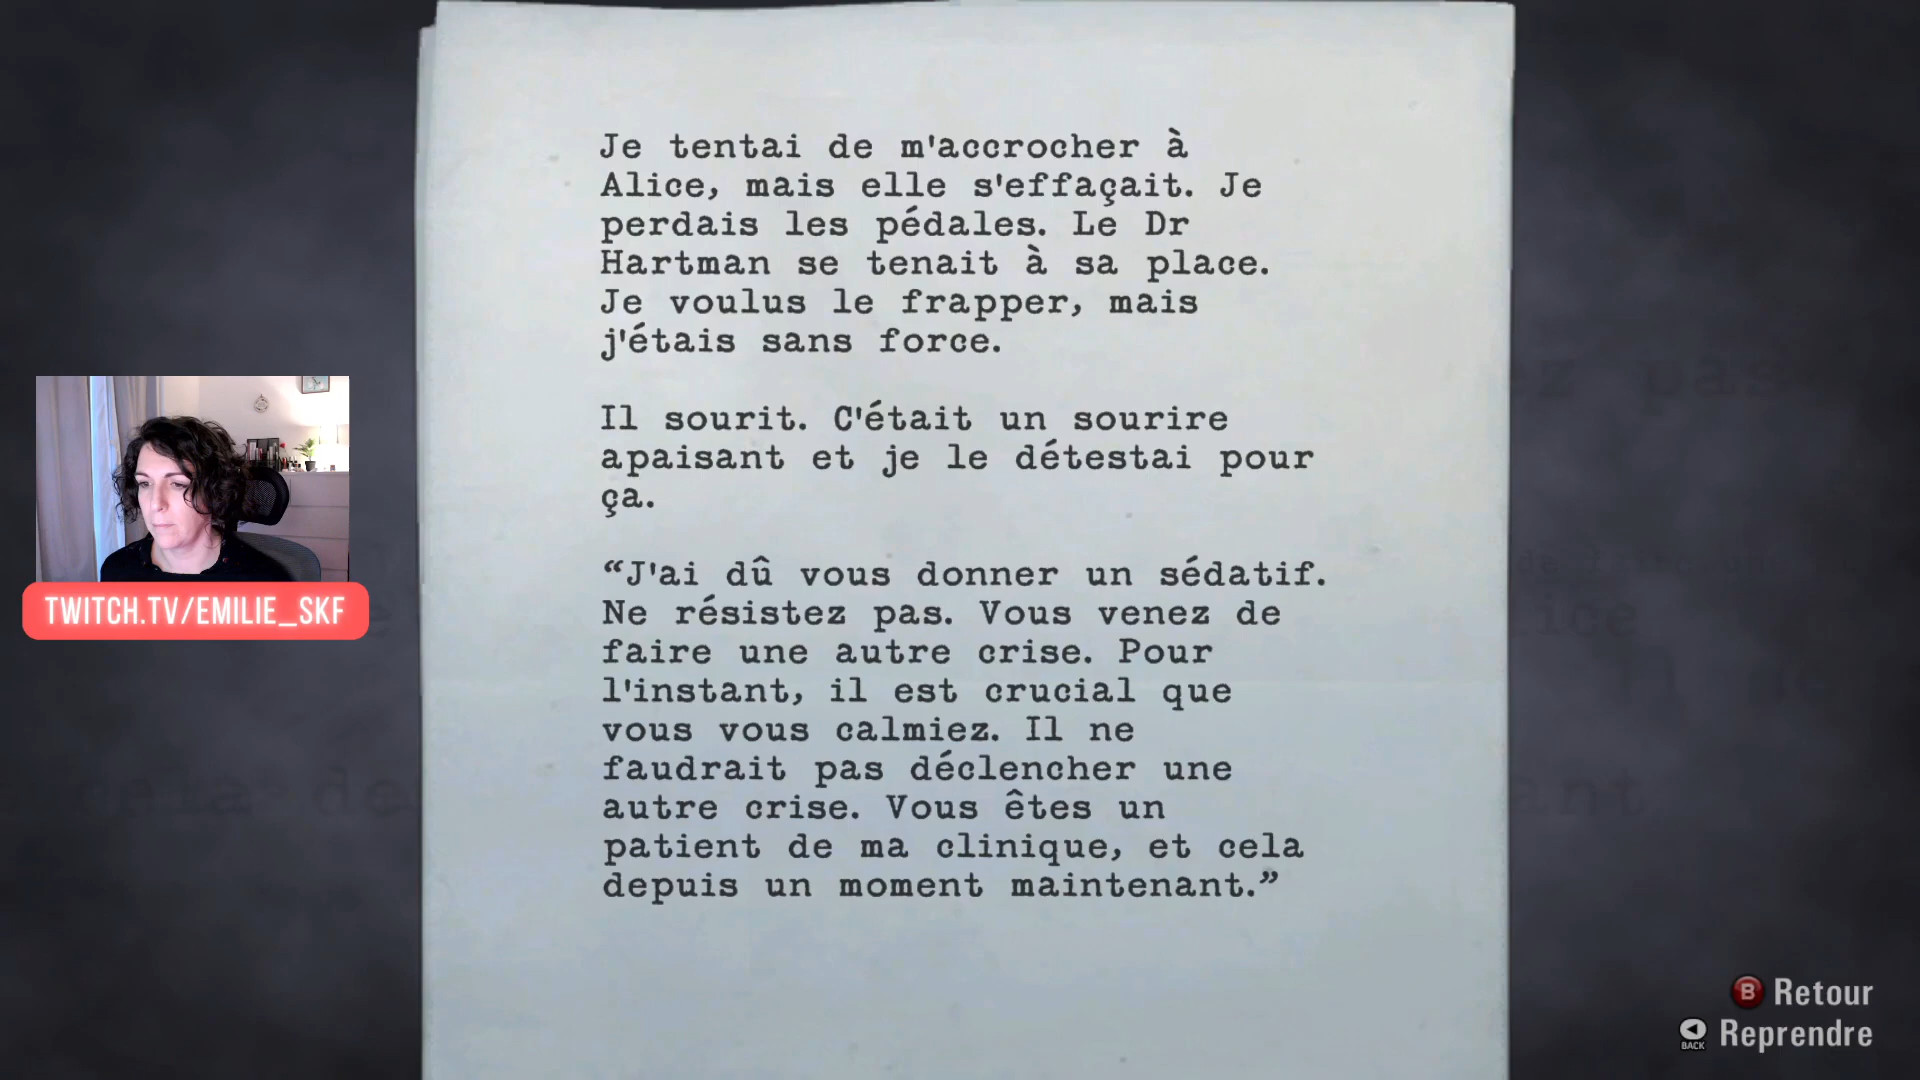 Je tentai de m'accrocher à
Alice, mais elle s'effaçait. Je
perdais les pédales. Le Dr
Hartman se tenait à sa place.
Je voulus le frapper, mais
j'étais sans force.
Il sourit. C'était un sourire
apaisant et je le détestai pour
ça.
“J'ai dû vous donner un sédatif.
Ne résistez pas. Vous venez de
faire une autre crise. Pour
l'instant, il est crucial que
vous vous calmiez. Il ne
faudrait pas déclencher une
autre crise. Vous êtes un
patient de ma clinique, et cela
depuis un moment maintenant.”
TWITCH.TV/EMILIE_SKF
B Retour
BACK Reprendre